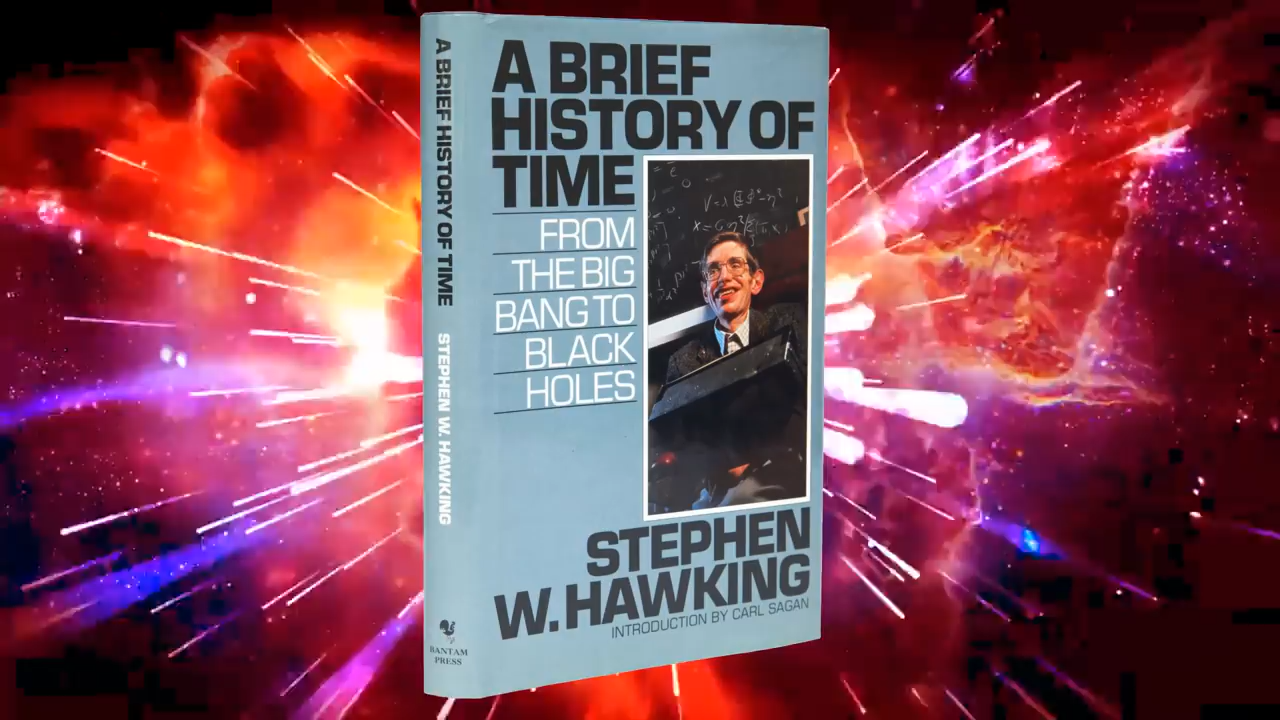 A BRIEF HISTORY OF TIME
STEPHEN W. HAWKING
BANTAM
PRESS
A BRIEF
HISTORY OF
TIME
FROM
THE BIG
BANG TO
BLACK
HOLES
STEPHEN
W. HAWKING
INTRODUCTION BY CARL SAGAN